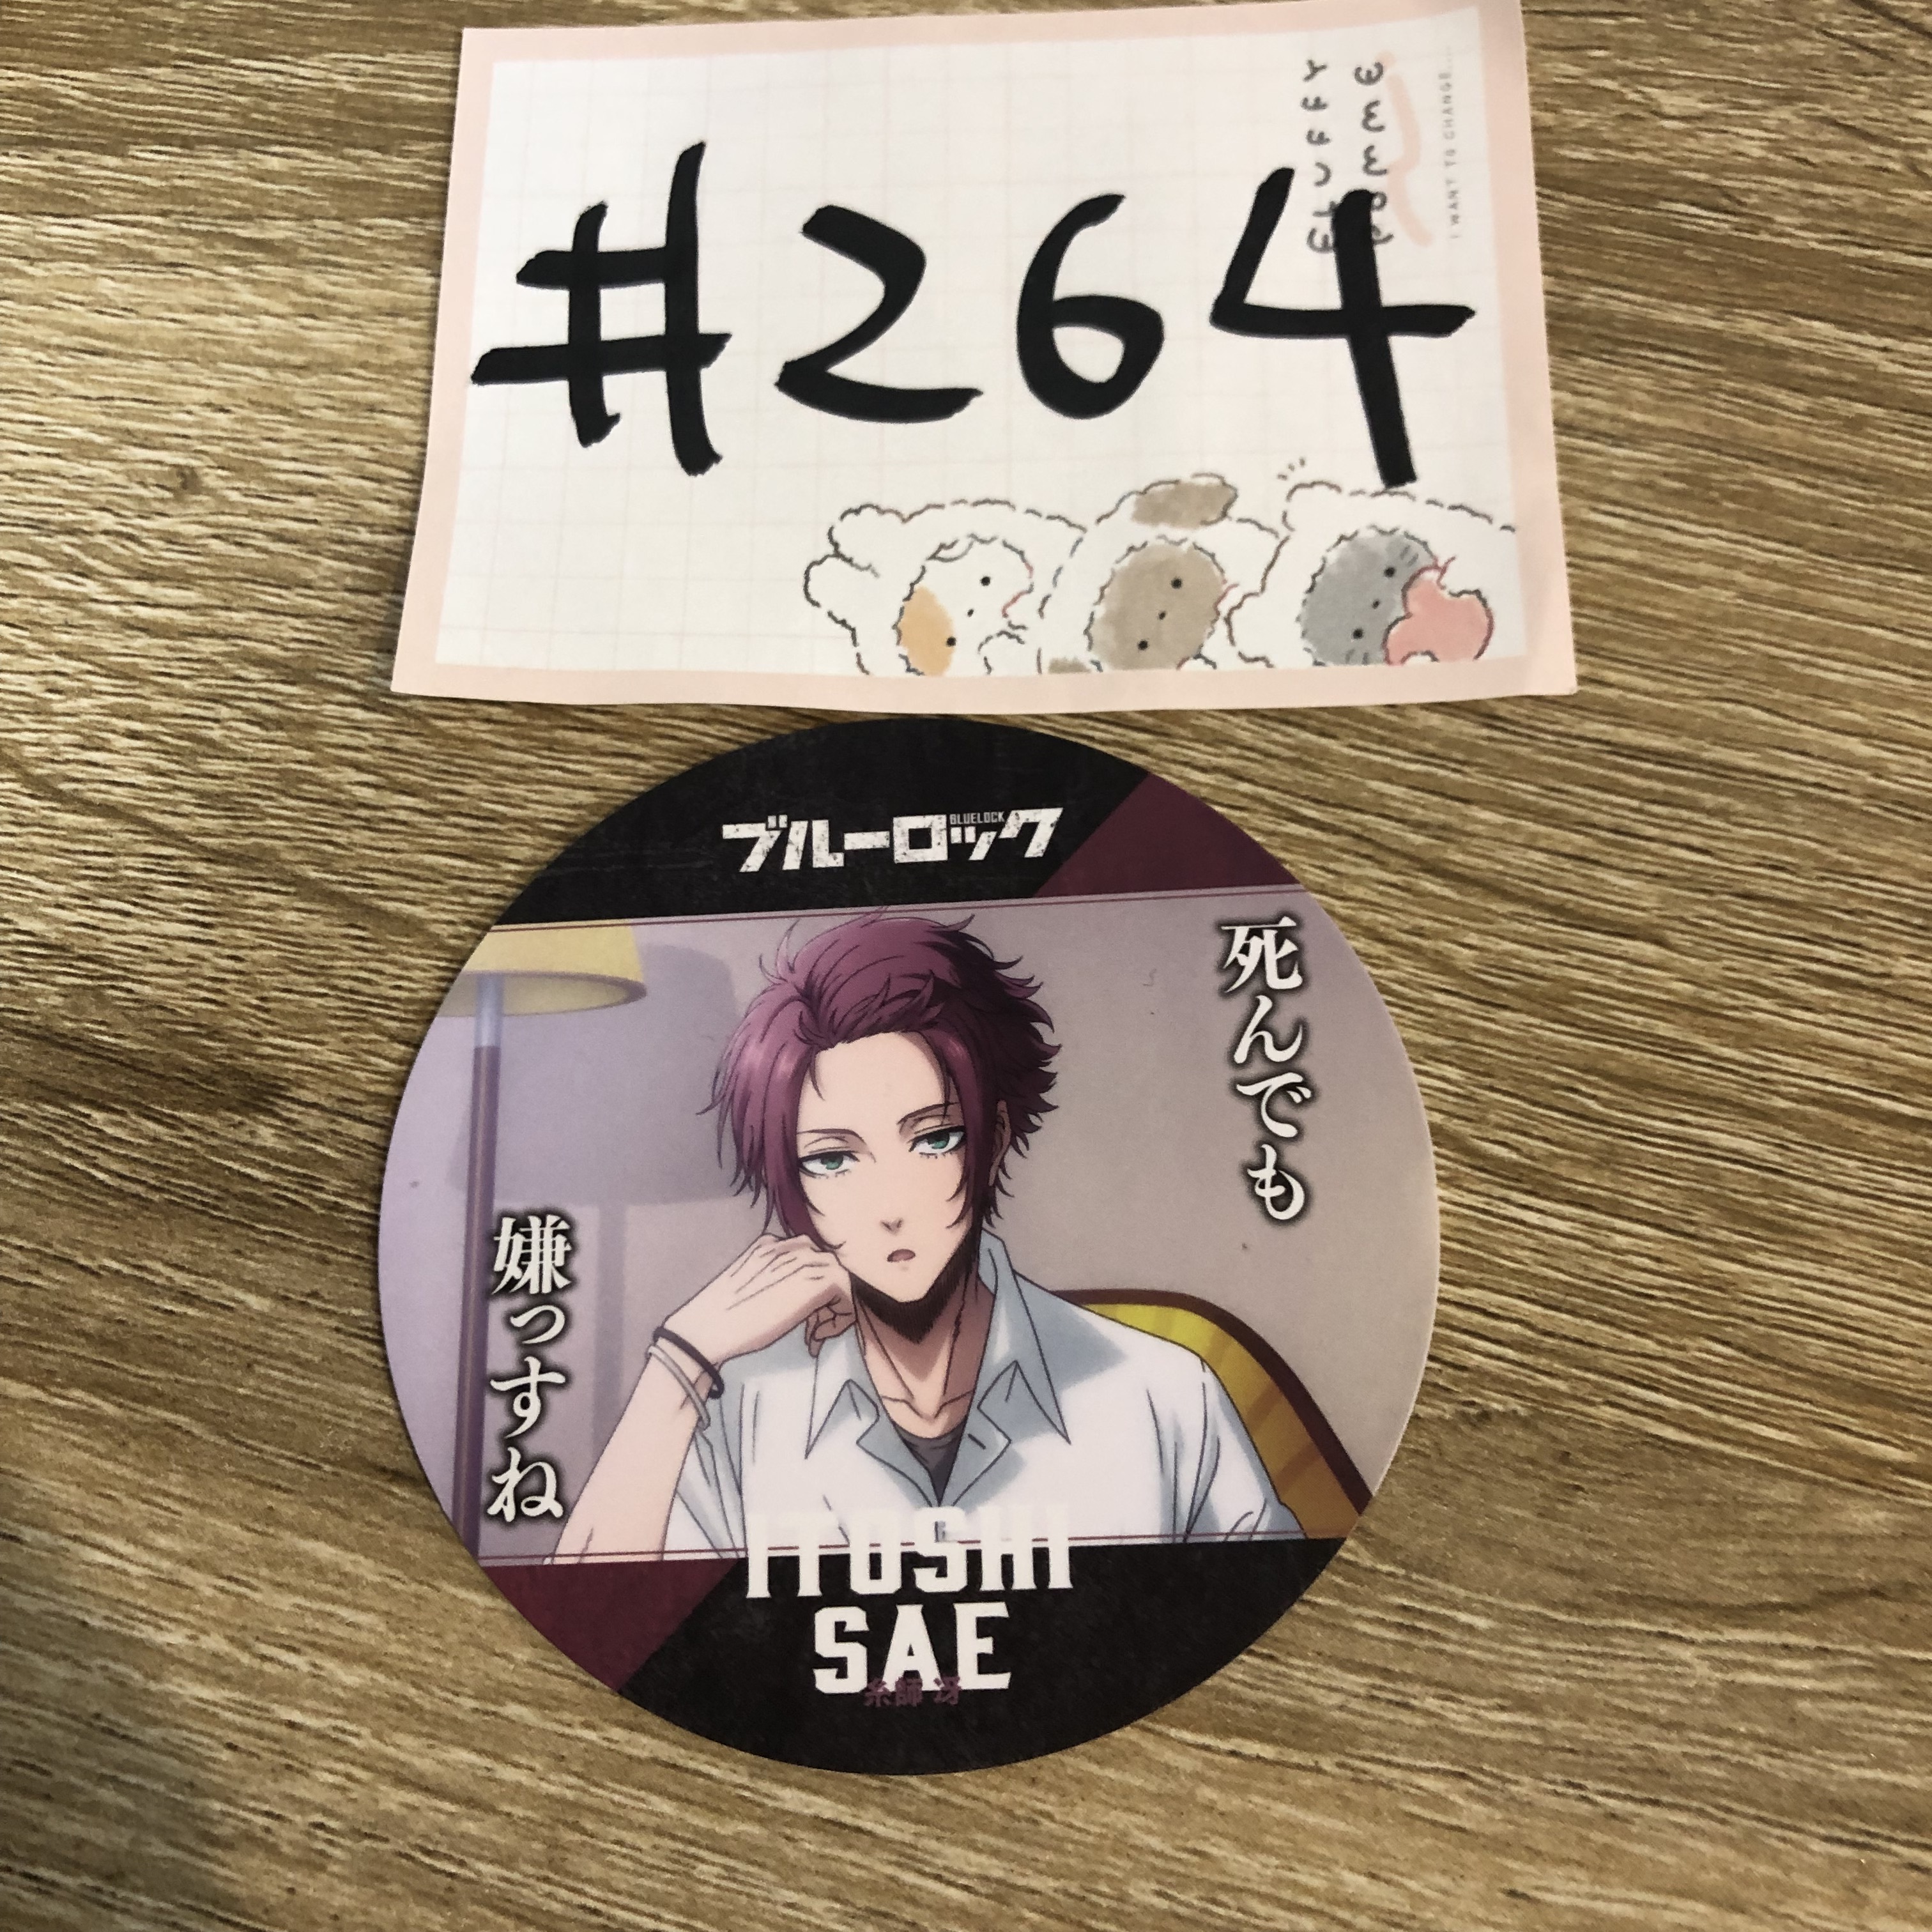 FLUFFY
I WANT TO CHANGE...
#264
ブルーロック
BLUELOCK
死んでも
嫌っすね
ITOSHI
SAE
糸師 冴